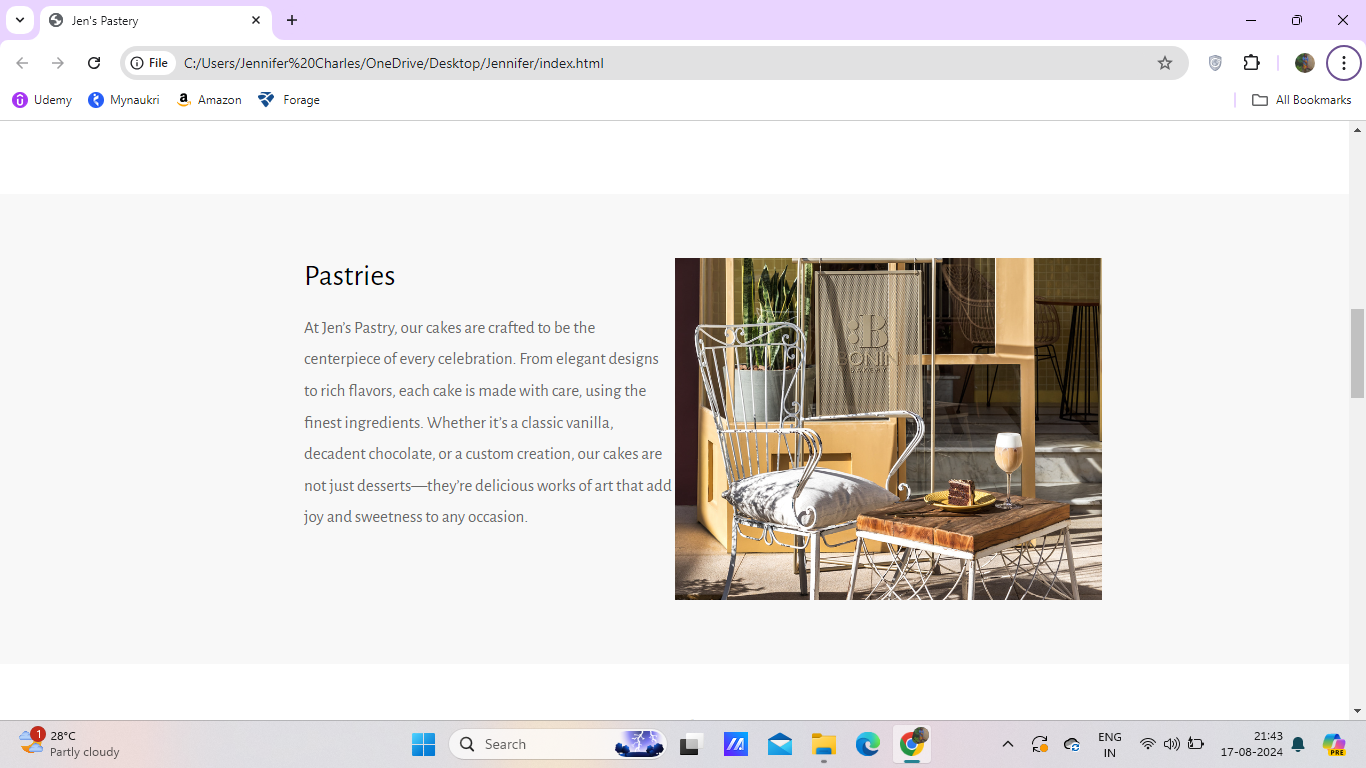 Jen's Pastery
File
C:/Users/Jennifer%20Charles/OneDrive/Desktop/Jennifer/index.html
Udemy
Mynaukri
Amazon
Forage
All Bookmarks
Pastries
At Jen's Pastry, our cakes are crafted to be the
centerpiece of every celebration. From elegant designs
to rich flavors, each cake is made with care, using the
finest ingredients. Whether it's a classic vanilla,
decadent chocolate, or a custom creation, our cakes are
not just desserts—they're delicious works of art that add
joy and sweetness to any occasion.
BONIN
1
28°C
Partly cloudy
Search
ENG
IN
21:43
17-08-2024
PRE